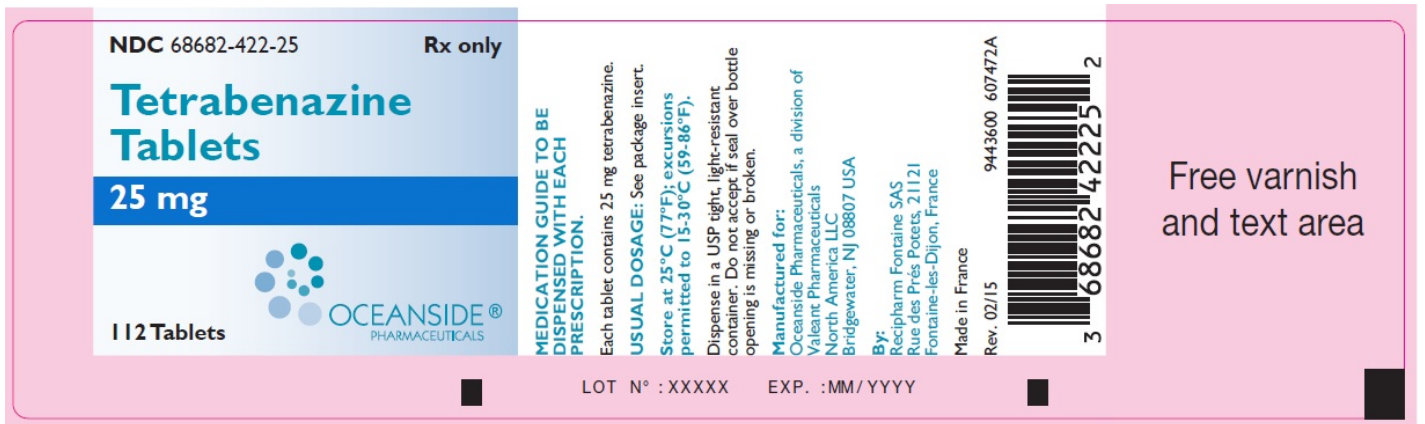 NDC 68682-422-25 Rx only
Tetrabenazine
Tablets
25 mg
OCEANSIDE®
PHARMACEUTICALS
112 Tablets
MEDICATION GUIDE TO BE
DISPENSED WITH EACH
PRESCRIPTION.
Each tablet contains 25 mg tetrabenazine.
USUAL DOSAGE: See package insert.
Store at 25°C (77°F); excursions
permitted to 15-30°C (59-86°F).
Dispense in a USP tight, light-resistant
container. Do not accept if seal over bottle
opening is missing or broken.
Manufactured for:
Oceanside Pharmaceuticals, a division of
Valeant Pharmaceuticals
North America LLC
Bridgewater, NJ 08807 USA
By:
Recipharm Fontaine SAS
Rue des Prés Potets, 21121
Fontaine-les-Dijon, France
Made in France
Rev. 02/15 9443600 607472A
3 68682 42225 2
Free varnish
and text area
LOT N° : XXXXX EXP. : MM/YYYY